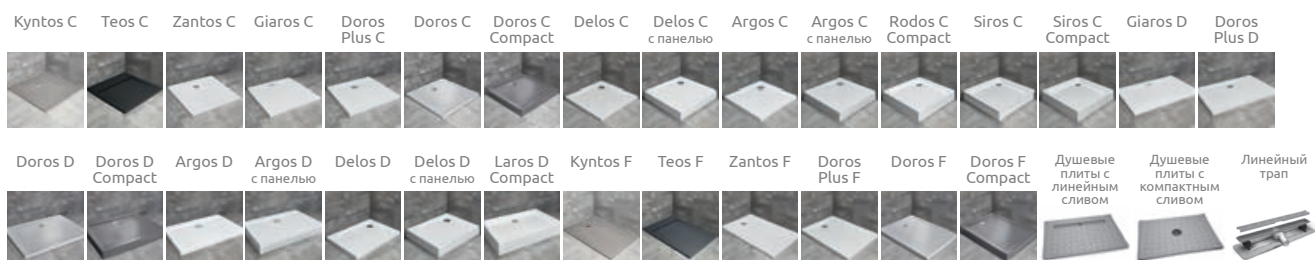 Kyntos C
Teos C
Zantos C
Giaros C
Doros
Plus C
Doros C
Doros C
Compact
Delos C
Delos C
с панелью
Argos C
Argos C
с панелью
Rodos C
Compact
Siros C
Siros C
Compact
Giaros D
Doros
Plus D
Doros D
Doros D
Compact
Argos D
Argos D
с панелью
Delos D
Delos D
с панелью
Laros D
Compact
Kyntos F
Teos F
Zantos F
Doros
Plus F
Doros F
Doros F
Compact
Душевые
плиты с
линейным
сливом
Душевые
плиты с
компактным
сливом
Линейный
трап